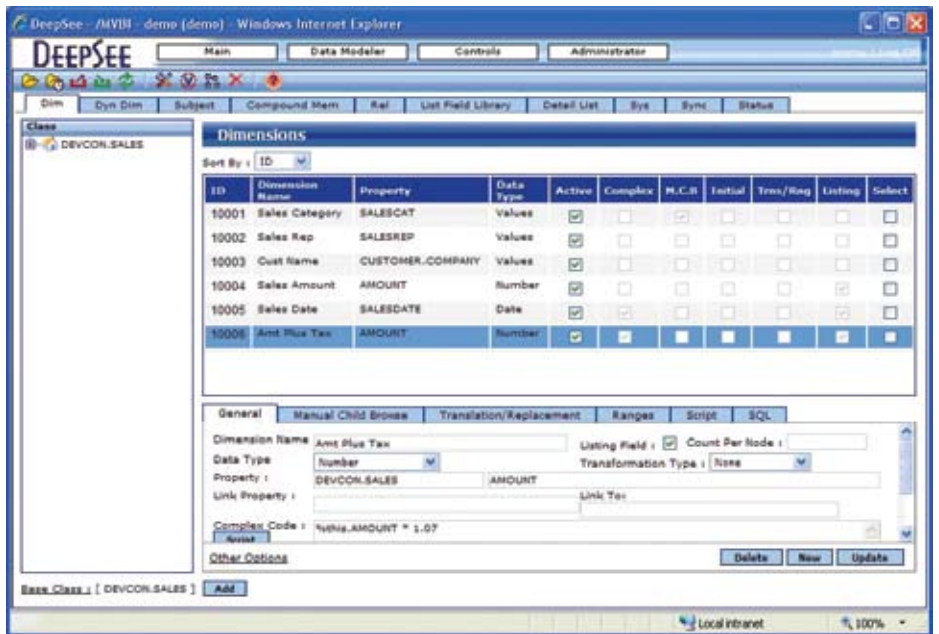 DeepSee - /MVBI - demo (demo) - Windows Internet Explorer
DEEPSEE Main Data Modeler Controls Administrator
Dim Dyn Dim Subject Compound Mem Rel List Field Library Detail List Sys Sync Status
Class
DEVCON.SALES
Dimensions
Sort By : ID
ID Dimension Name Property Data Type Active Complex M.C.B Initial Trns/Rng Listing Select
10001 Sales Category SALESCAT Values
10002 Sales Rep SALESREP Values
10003 Cust Name CUSTOMER.COMPANY Values
10004 Sales Amount AMOUNT Number
10005 Sales Date SALESDATE Date
10006 Amt Plus Tax AMOUNT Number
General Manual Child Browse Translation/Replacement Ranges Script SQL
Dimension Name Amt Plus Tax Listing Field : Count Per Node :
Data Type Number Transformation Type : None
Property : DEVCON.SALES AMOUNT
Link Property : Link To:
Complex Code : %this.AMOUNT * 1.07
Script
Other Options Delete New Update
Base Class : [ DEVCON.SALES ] Add
Local intranet 100%